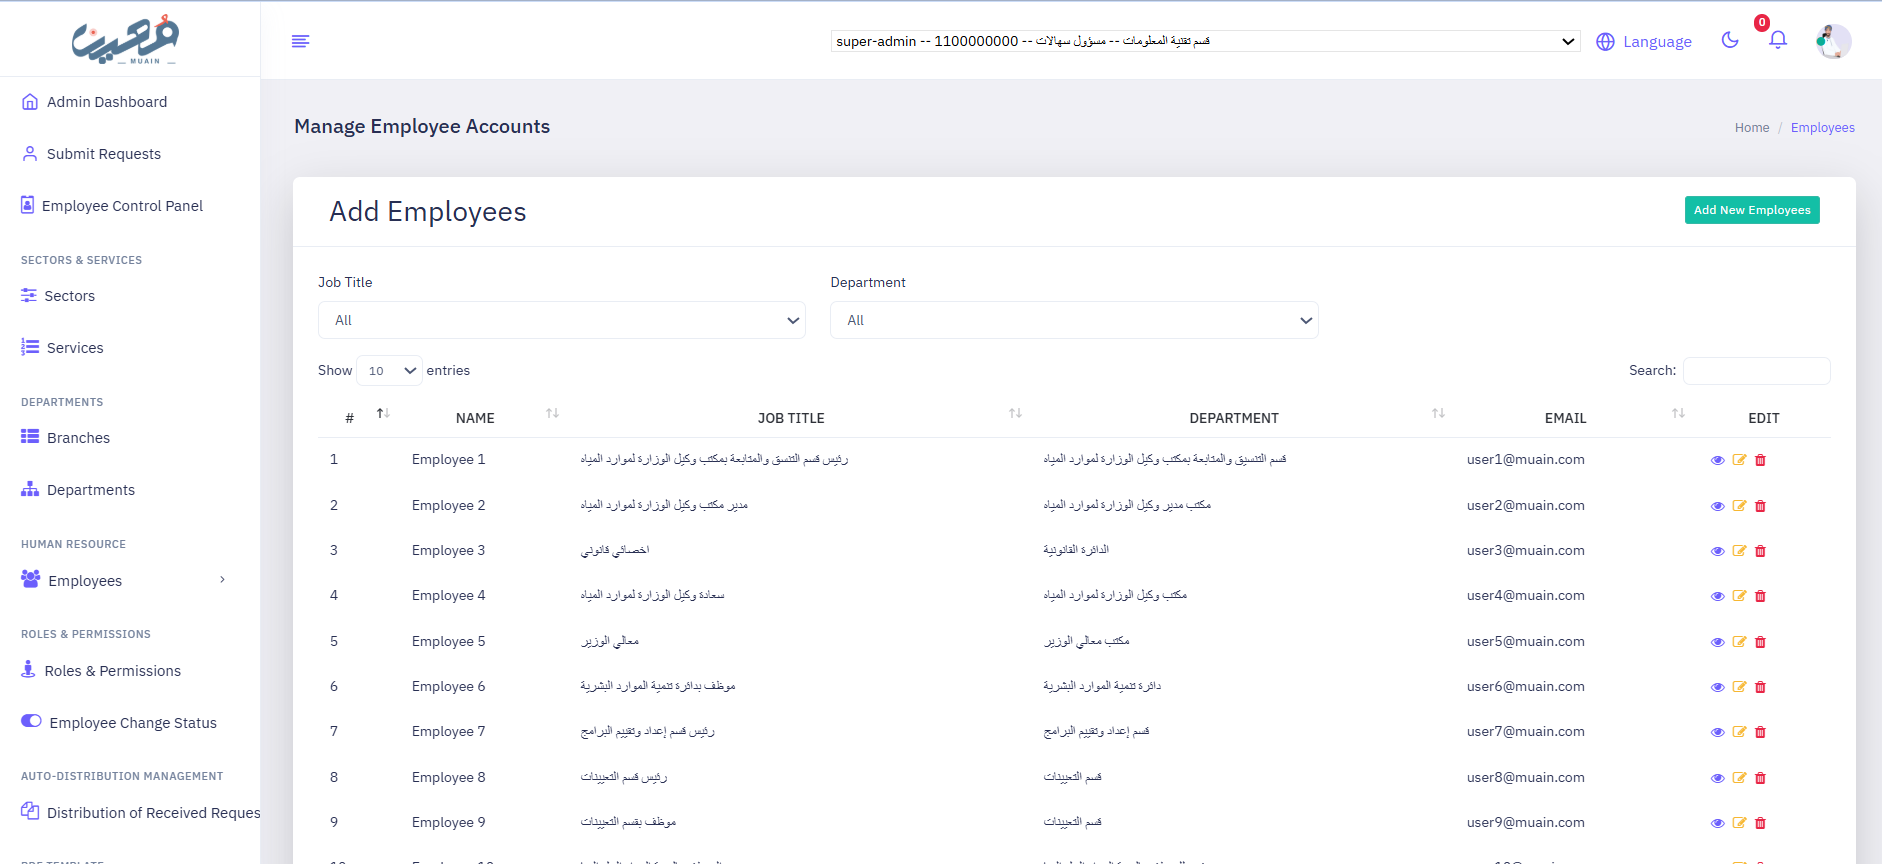 معين
MUAIN
super-admin -- 1100000000 -- قسم تقنية المعلومات -- مسؤول سهالات
Language
0
Admin Dashboard
Submit Requests
Employee Control Panel
SECTORS & SERVICES
Sectors
Services
DEPARTMENTS
Branches
Departments
HUMAN RESOURCE
Employees
ROLES & PERMISSIONS
Roles & Permissions
Employee Change Status
AUTO-DISTRIBUTION MANAGEMENT
Distribution of Received Reques
Manage Employee Accounts
Home / Employees
Add Employees
Add New Employees
Job Title
Department
All
All
Show 10 entries
Search:
# NAME JOB TITLE DEPARTMENT EMAIL EDIT
1 Employee 1 رئيس قسم التنسق والمتابعة بمكتب وكيل الوزارة لموارد المياه قسم التنسيق والمتابعة بمكتب وكيل الوزارة لموارد المياه user1@muain.com
2 Employee 2 مدير مكتب وكيل الوزارة لموارد المياه مكتب مدير وكيل الوزارة لموارد المياه user2@muain.com
3 Employee 3 اخصائي قانوني الدائرة القانونية user3@muain.com
4 Employee 4 سعادة وكيل الوزارة لموارد المياه مكتب وكيل الوزارة لموارد المياه user4@muain.com
5 Employee 5 معالي الوزير مكتب معالي الوزير user5@muain.com
6 Employee 6 موظف بدائرة تنمية الموارد البشرية دائرة تنمية الموارد البشرية user6@muain.com
7 Employee 7 رئيس قسم إعداد وتقييم البرامج قسم إعداد وتقييم البرامج user7@muain.com
8 Employee 8 رئيس قسم التعيينات قسم التعيينات user8@muain.com
9 Employee 9 موظف بقسم التعيينات قسم التعيينات user9@muain.com